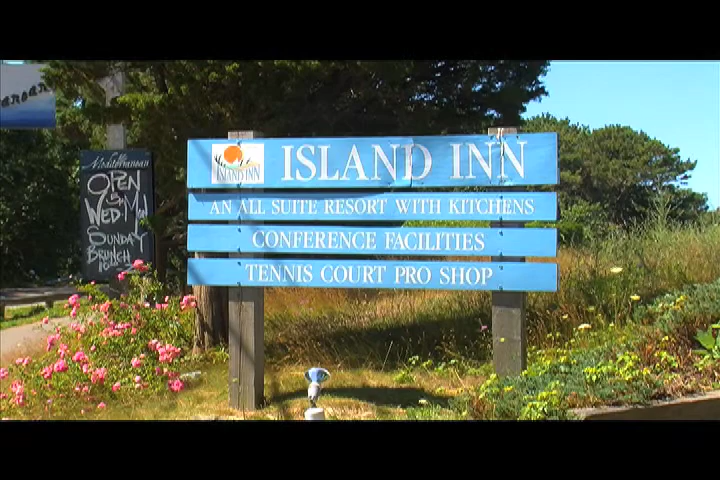 ISLAND INN
ISLAND INN
AN ALL SUITE RESORT WITH KITCHENS
CONFERENCE FACILITIES
TENNIS COURT PRO SHOP
Mediterranean
OPEN
SUNDAY
BRUNCH